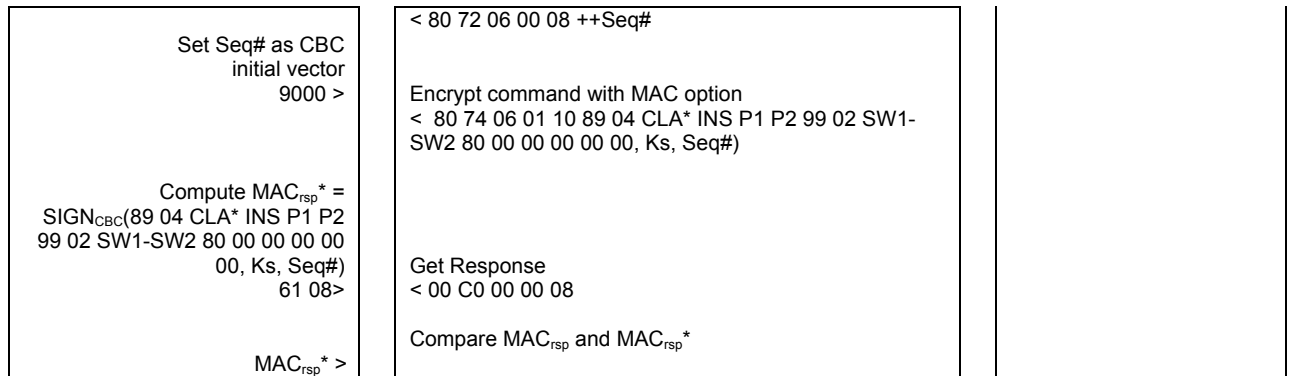 Set Seq# as CBC
initial vector
9000 >
Compute MACrsp* =
SIGNCBC(89 04 CLA* INS P1 P2
99 02 SW1-SW2 80 00 00 00 00
00, Ks, Seq#)
61 08>
MACrsp* >
< 80 72 06 00 08 ++Seq#
Encrypt command with MAC option
< 80 74 06 01 10 89 04 CLA* INS P1 P2 99 02 SW1-
SW2 80 00 00 00 00 00, Ks, Seq#)
Get Response
< 00 C0 00 00 08
Compare MACrsp and MACrsp*